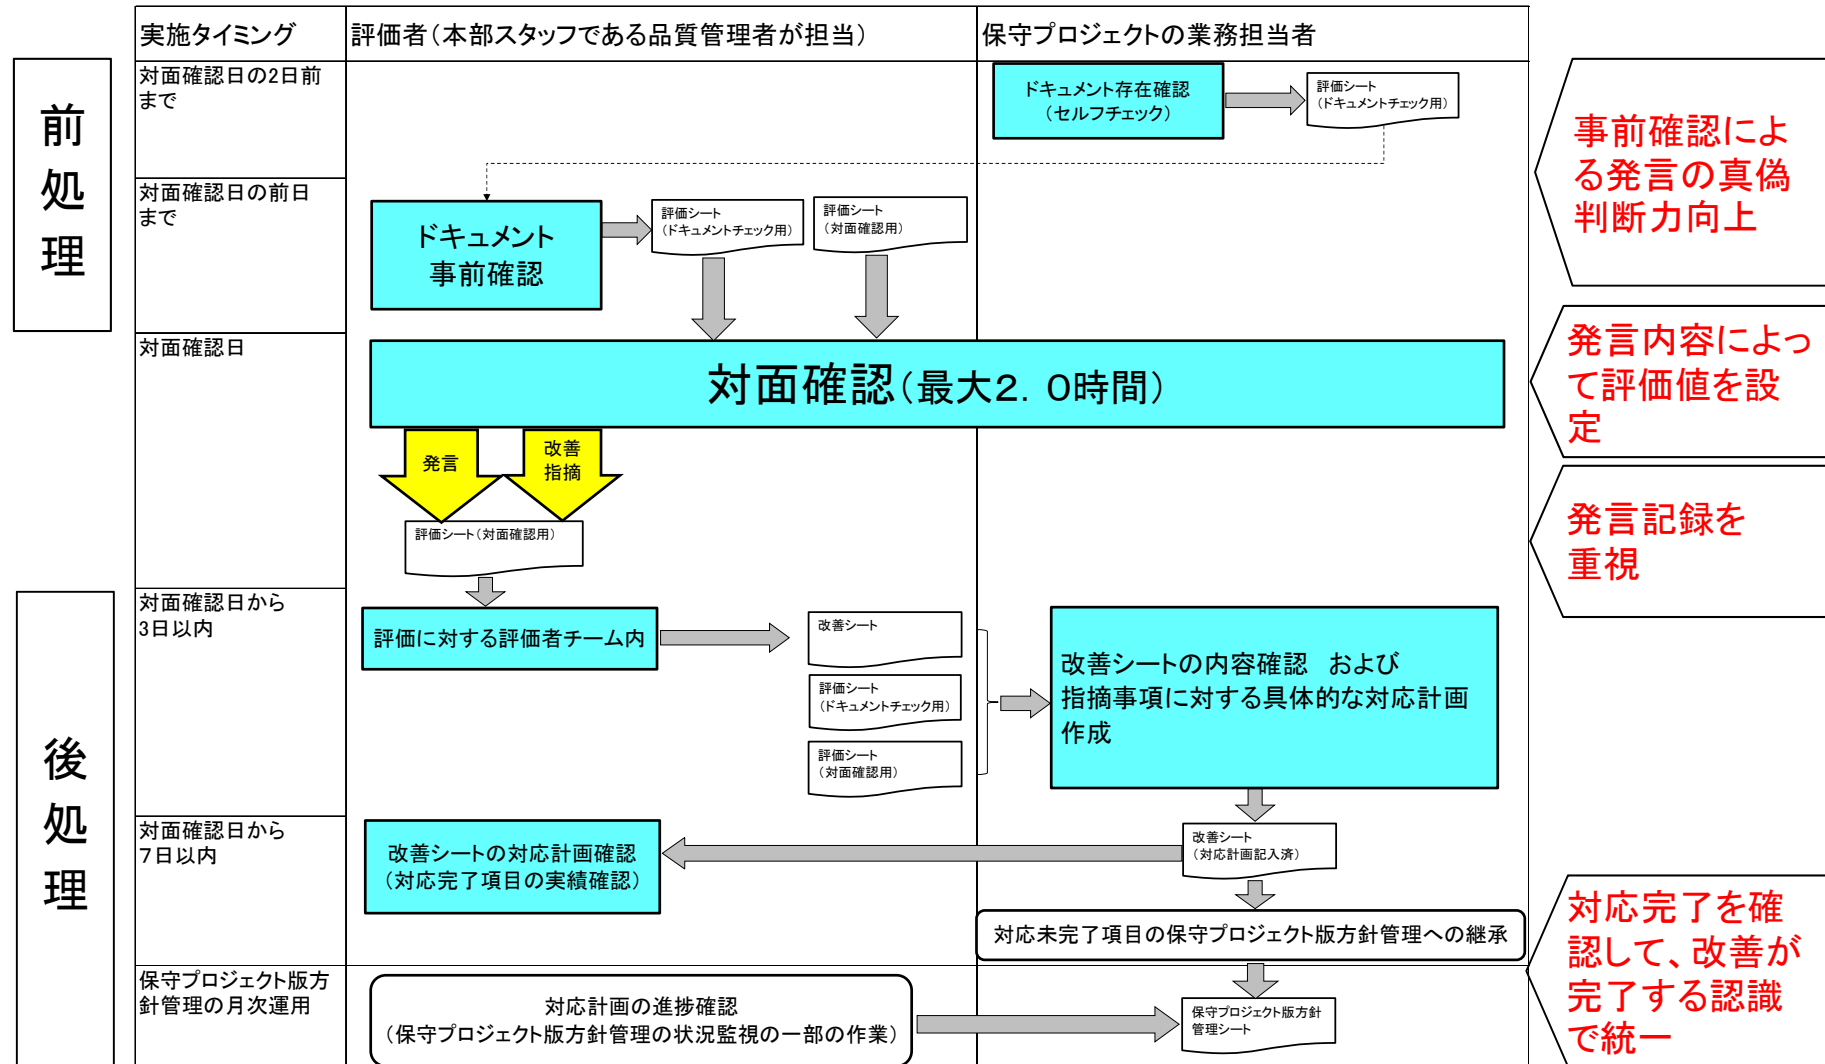 実施タイミング
評価者（本部スタッフである品質管理者が担当）
保守プロジェクトの業務担当者
前
処
理
対面確認日の2日前
まで
ドキュメント存在確認
（セルフチェック）
評価シート
（ドキュメントチェック用）
事前確認によ
る発言の真偽
判断力向上
対面確認日の前日
まで
ドキュメント
事前確認
評価シート
（ドキュメントチェック用）
評価シート
（対面確認用）
対面確認日
対面確認（最大2．0時間）
発言内容によっ
て評価値を設
定
発言
改善
指摘
評価シート（対面確認用）
発言記録を
重視
後
処
理
対面確認日から
3日以内
評価に対する評価者チーム内
改善シート
評価シート
（ドキュメントチェック用）
評価シート
（対面確認用）
改善シートの内容確認　および
指摘事項に対する具体的な対応計画
作成
対面確認日から
7日以内
改善シートの対応計画確認
（対応完了項目の実績確認）
改善シート
（対応計画記入済）
対応未完了項目の保守プロジェクト版方針管理への継承
対応完了を確
認して、改善が
完了する認識
で統一
保守プロジェクト版方
針管理の月次運用
対応計画の進捗確認
（保守プロジェクト版方針管理の状況監視の一部の作業）
保守プロジェクト版方針
管理シート